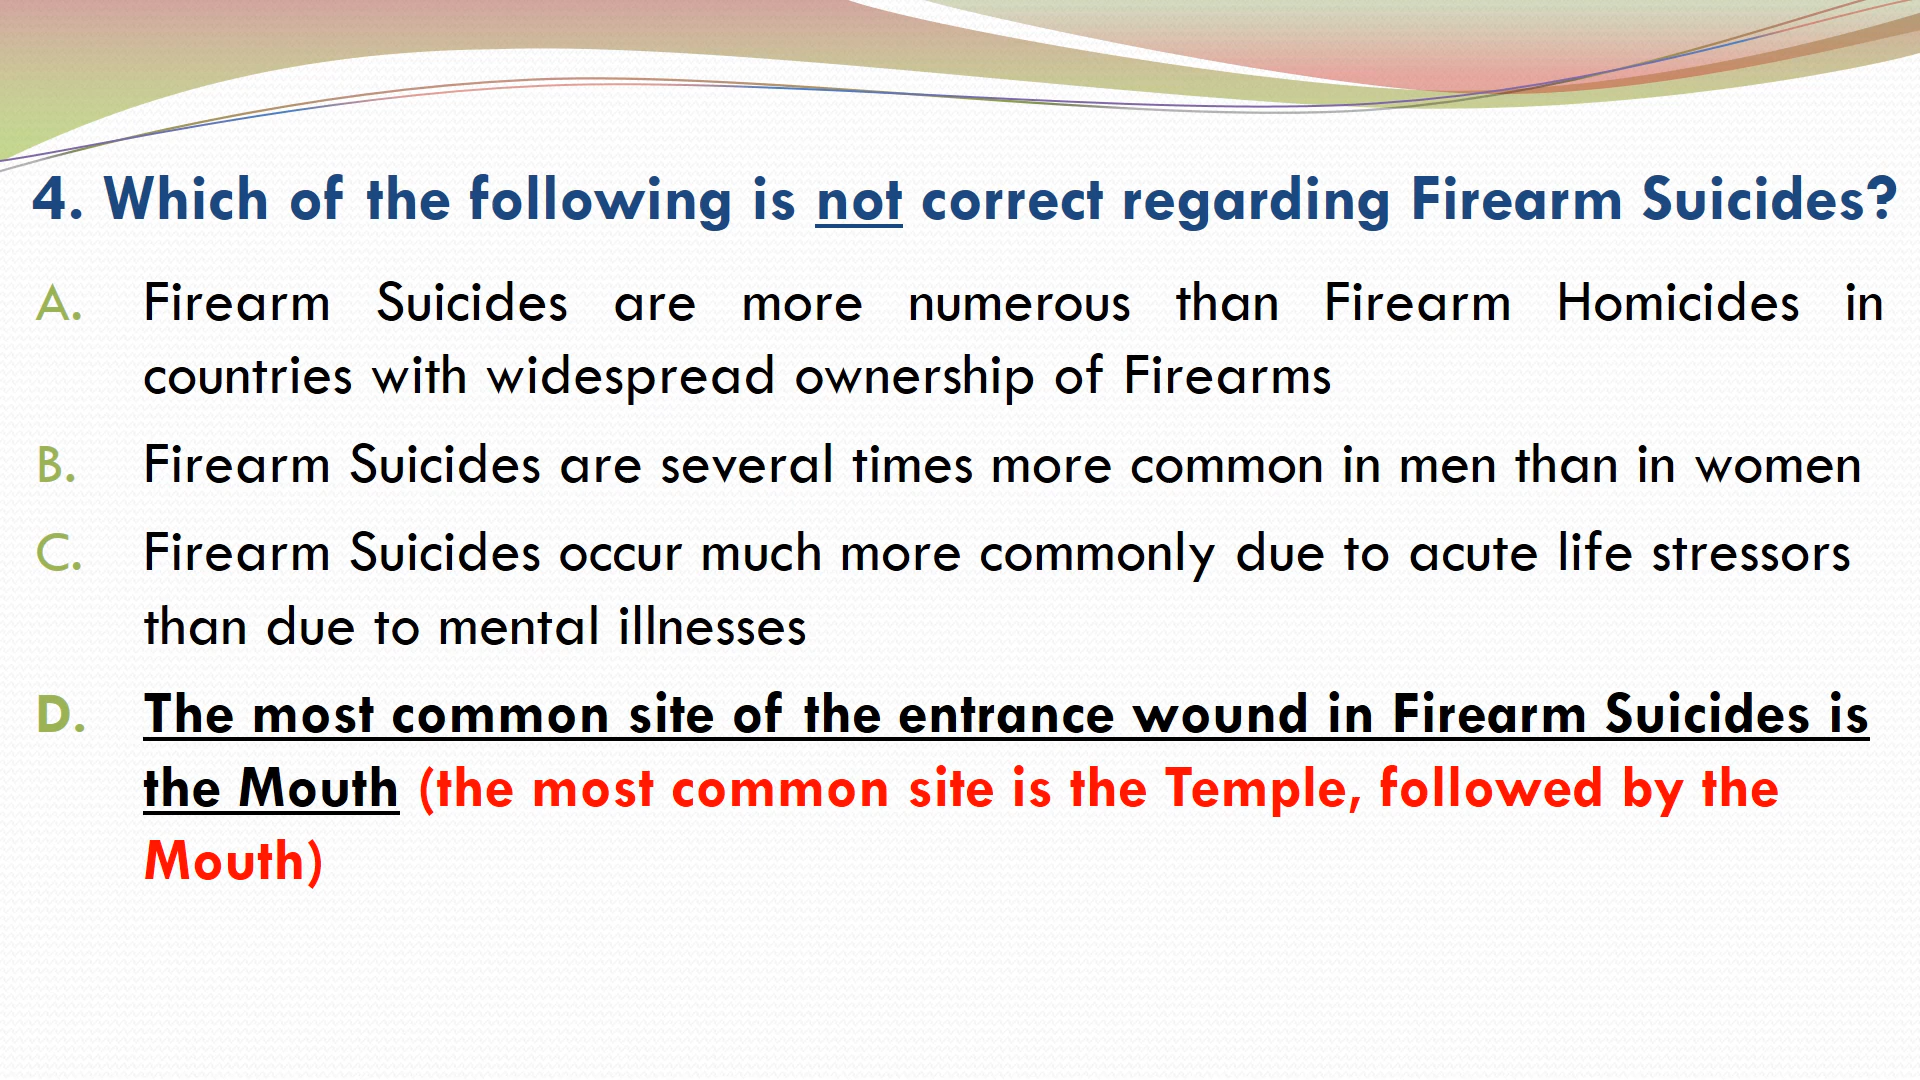 4. Which of the following is not correct regarding Firearm Suicides?
A. Firearm Suicides are more numerous than Firearm Homicides in
countries with widespread ownership of Firearms
B. Firearm Suicides are several times more common in men than in women
C. Firearm Suicides occur much more commonly due to acute life stressors
than due to mental illnesses
D. The most common site of the entrance wound in Firearm Suicides is
the Mouth (the most common site is the Temple, followed by the
Mouth)